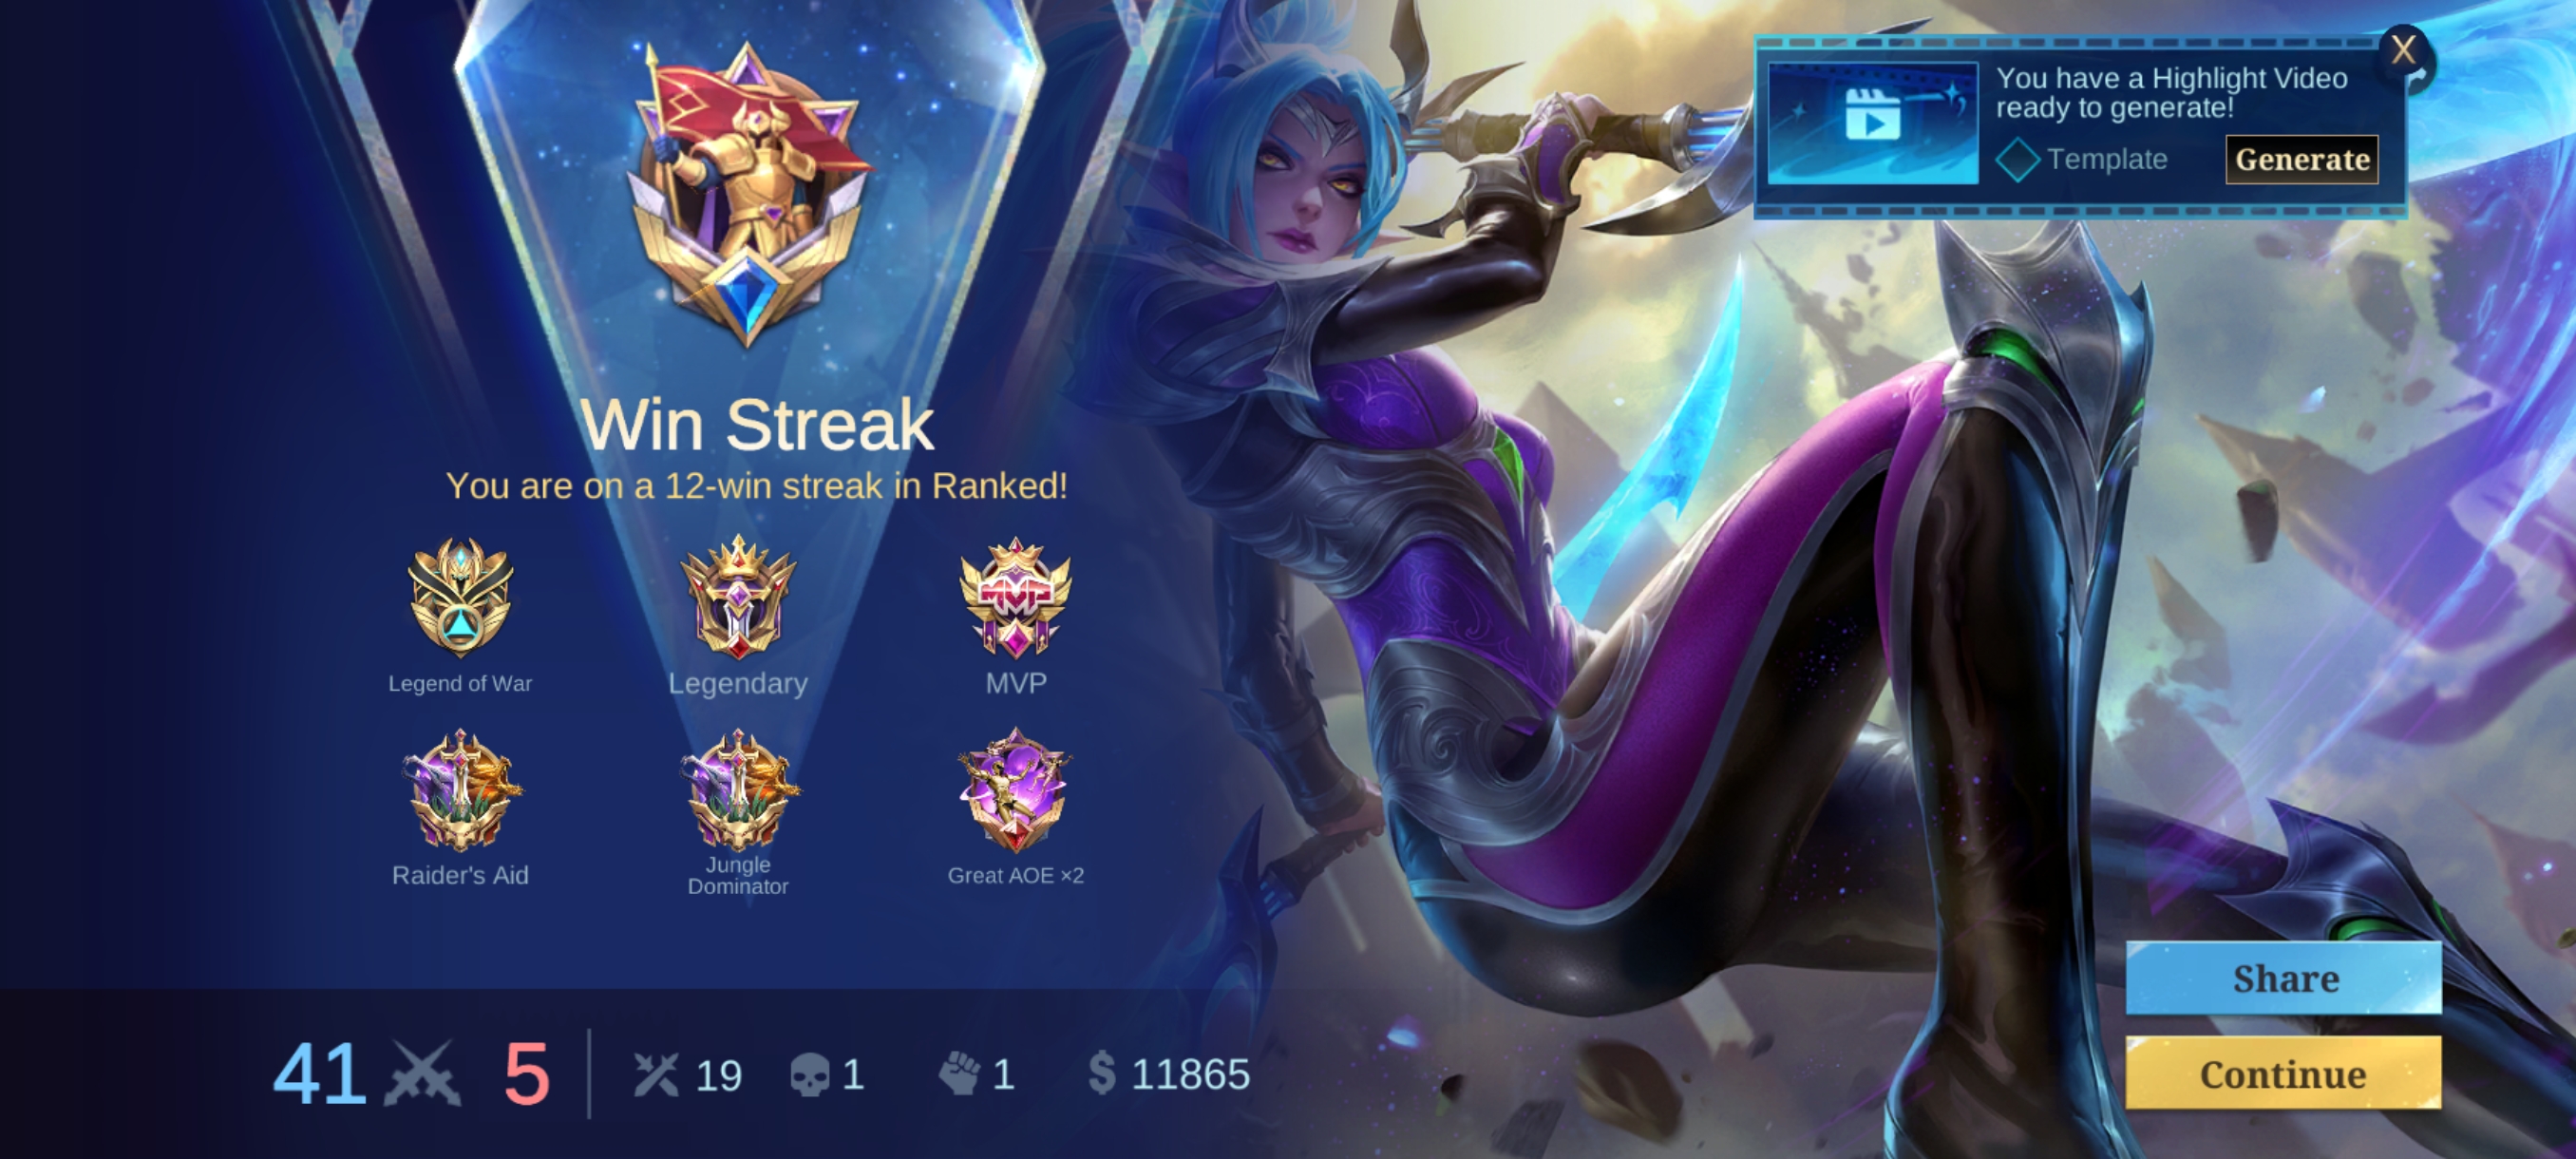 You have a Highlight Video
ready to generate!
X
Template
Generate
Win Streak
You are on a 12-win streak in Ranked!
MVP
Legend of War
Legendary
MVP
Raider's Aid
Jungle
Dominator
Great AOE ×2
41
5
19
1
1
$ 11865
Share
Continue